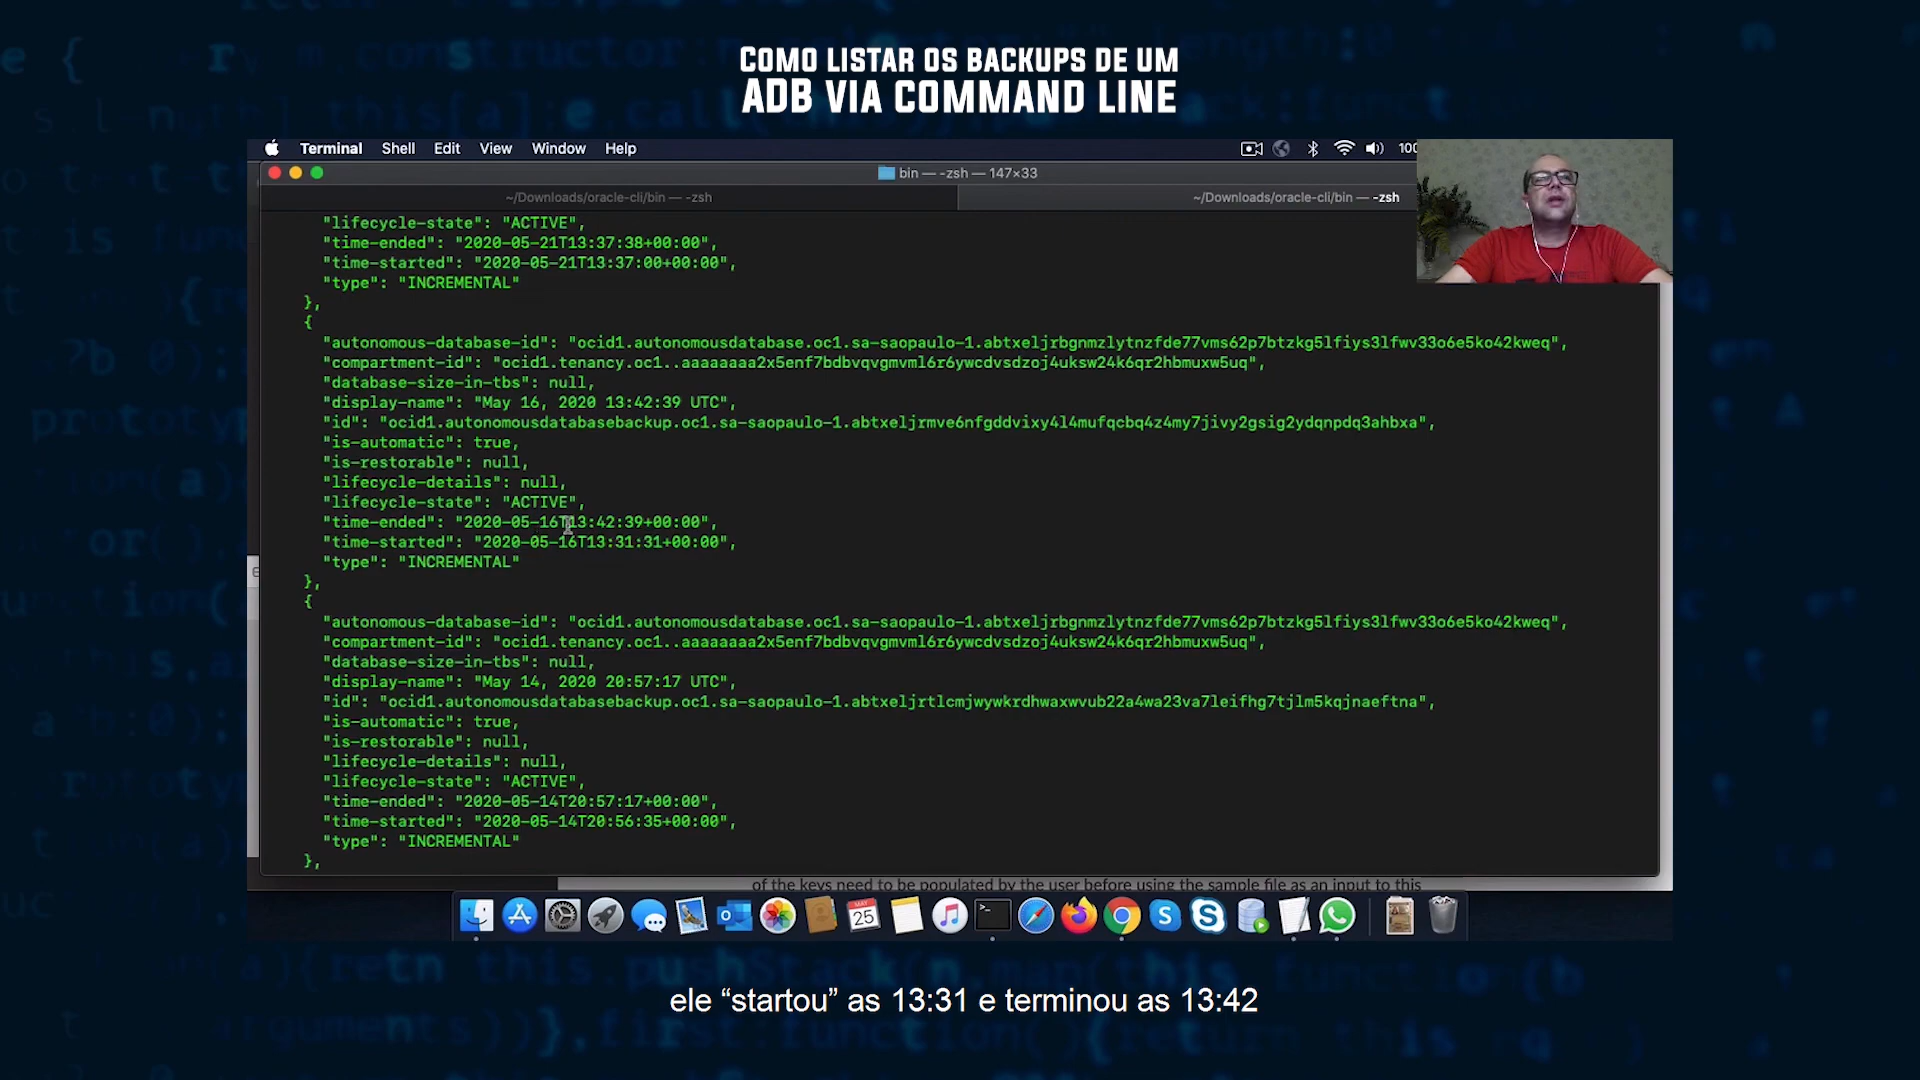 COMO LISTAR OS BACKUPS DE UM
ADB VIA COMMAND LINE
Terminal Shell Edit View Window Help
bin — -zsh — 147×33
~/Downloads/oracle-cli/bin — -zsh
~/Downloads/oracle-cli/bin — -zsh
"lifecycle-state": "ACTIVE",
"time-ended": "2020-05-21T13:37:38+00:00",
"time-started": "2020-05-21T13:37:00+00:00",
"type": "INCREMENTAL"
},
{
"autonomous-database-id": "ocid1.autonomousdatabase.oc1.sa-saopaulo-1.abtxeljrbgnmzlytnzfde77vms62p7btzkg5lfiys3lfwv33o6e5ko42kweq",
"compartment-id": "ocid1.tenancy.oc1..aaaaaaaa2x5enf7bdbvqvgmvml6r6ywcdvsdzoj4uksw24k6qr2hbmuxw5uq",
"database-size-in-tbs": null,
"display-name": "May 16, 2020 13:42:39 UTC",
"id": "ocid1.autonomousdatabasebackup.oc1.sa-saopaulo-1.abtxeljrmve6nfgddvixy4l4mufqcbq4z4my7jivy2gsig2ydqnpdq3ahbxa",
"is-automatic": true,
"is-restorable": null,
"lifecycle-details": null,
"lifecycle-state": "ACTIVE",
"time-ended": "2020-05-16T13:42:39+00:00",
"time-started": "2020-05-16T13:31:31+00:00",
"type": "INCREMENTAL"
},
{
"autonomous-database-id": "ocid1.autonomousdatabase.oc1.sa-saopaulo-1.abtxeljrbgnmzlytnzfde77vms62p7btzkg5lfiys3lfwv33o6e5ko42kweq",
"compartment-id": "ocid1.tenancy.oc1..aaaaaaaa2x5enf7bdbvqvgmvml6r6ywcdvsdzoj4uksw24k6qr2hbmuxw5uq",
"database-size-in-tbs": null,
"display-name": "May 14, 2020 20:57:17 UTC",
"id": "ocid1.autonomousdatabasebackup.oc1.sa-saopaulo-1.abtxeljrtlcmjwywkrdhwaxwvub22a4wa23va7leifhg7tjlm5kqjnaeftna",
"is-automatic": true,
"is-restorable": null,
"lifecycle-details": null,
"lifecycle-state": "ACTIVE",
"time-ended": "2020-05-14T20:57:17+00:00",
"time-started": "2020-05-14T20:56:35+00:00",
"type": "INCREMENTAL"
},
of the keys need to be populated by the user before using the sample file as an input to this
MAY
25
ele “startou” as 13:31 e terminou as 13:42